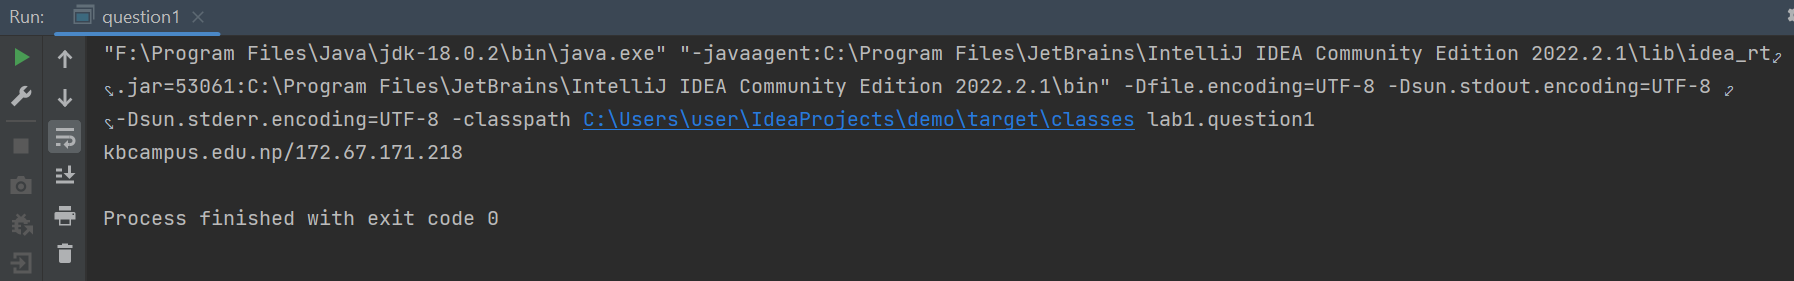 Run: question1
"F:\Program Files\Java\jdk-18.0.2\bin\java.exe" "-javaagent:C:\Program Files\JetBrains\IntelliJ IDEA Community Edition 2022.2.1\lib\idea_rt
.jar=53061:C:\Program Files\JetBrains\IntelliJ IDEA Community Edition 2022.2.1\bin" -Dfile.encoding=UTF-8 -Dsun.stdout.encoding=UTF-8
-Dsun.stderr.encoding=UTF-8 -classpath C:\Users\user\IdeaProjects\demo\target\classes lab1.question1
kbcampus.edu.np/172.67.171.218
Process finished with exit code 0